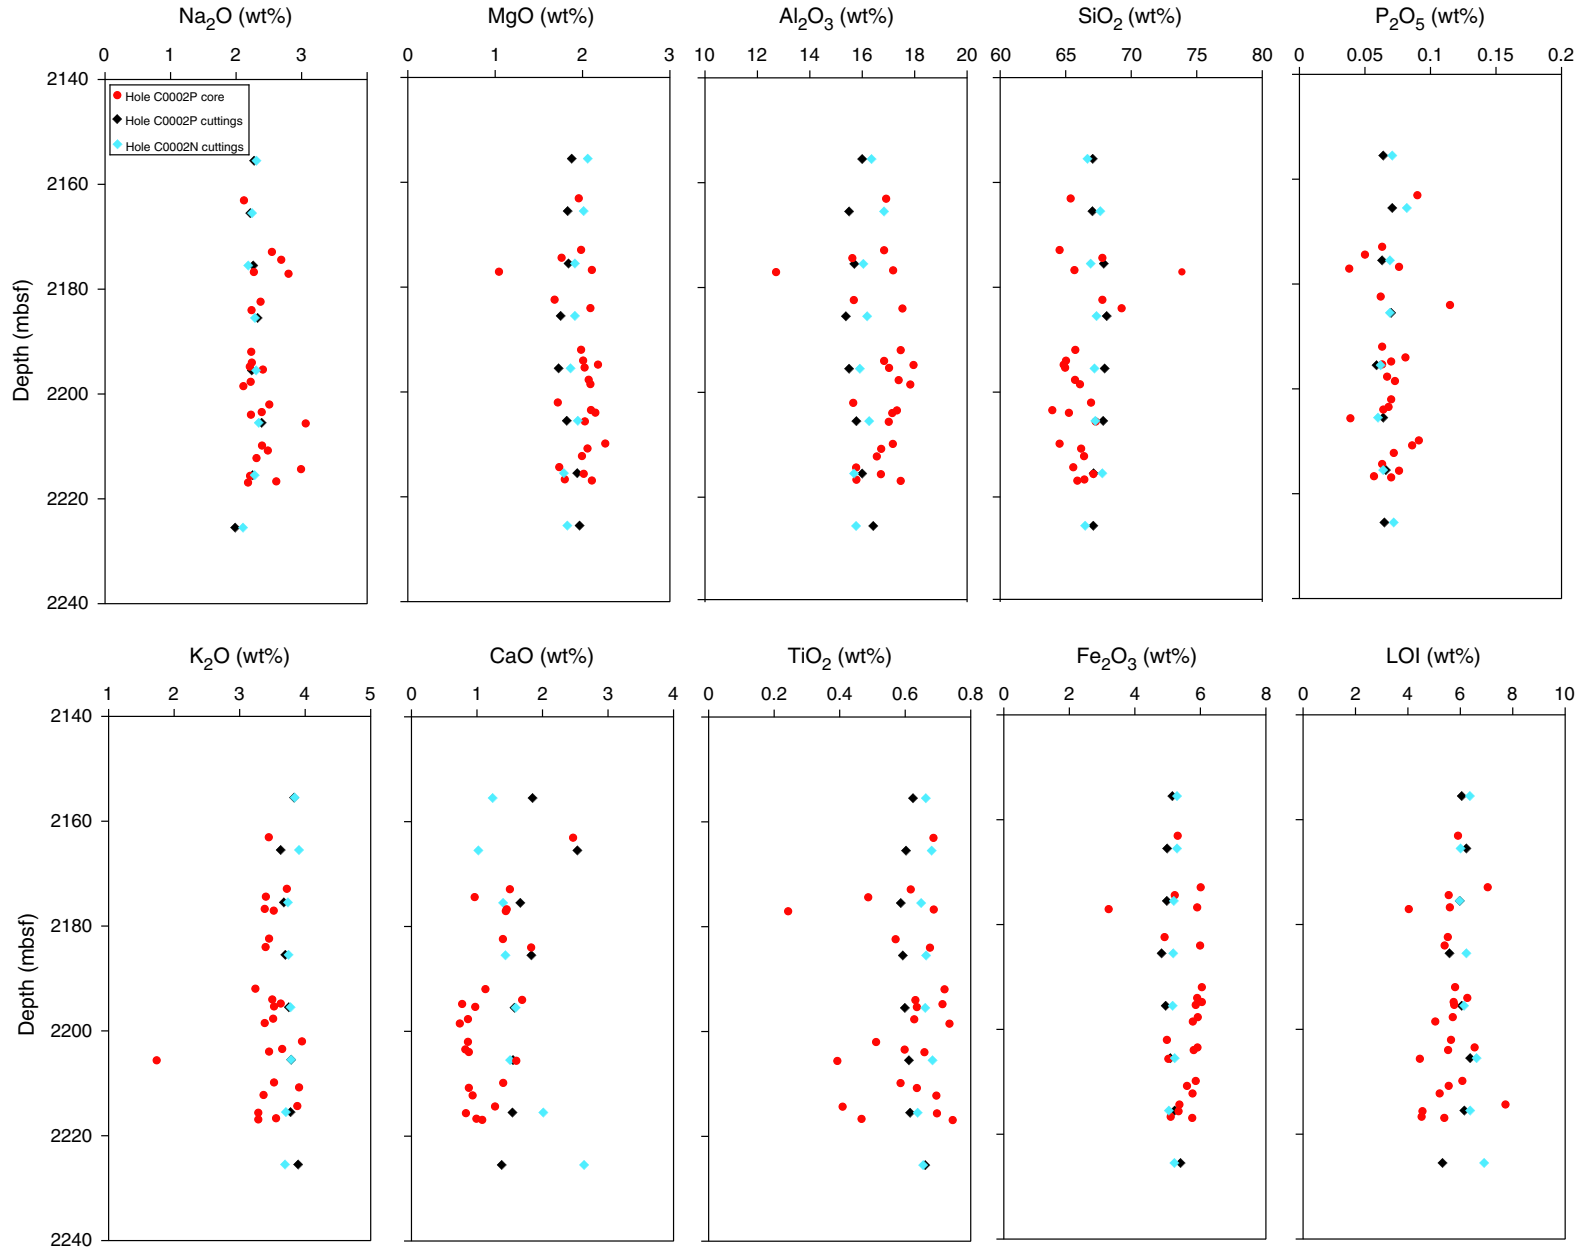 Na2O (wt%) MgO (wt%) Al2O3 (wt%) SiO2 (wt%) P2O5 (wt%)
0 1 2 3 0 1 2 3 10 12 14 16 18 20 60 65 70 75 80 0 0.05 0.1 0.15 0.2
2140
2160
2180
2200
2220
2240
Depth (mbsf)
Hole C0002P core
Hole C0002P cuttings
Hole C0002N cuttings
K2O (wt%) CaO (wt%) TiO2 (wt%) Fe2O3 (wt%) LOI (wt%)
1 2 3 4 5 0 1 2 3 4 0 0.2 0.4 0.6 0.8 0 2 4 6 8 0 2 4 6 8 10
2140
2160
2180
2200
2220
2240
Depth (mbsf)